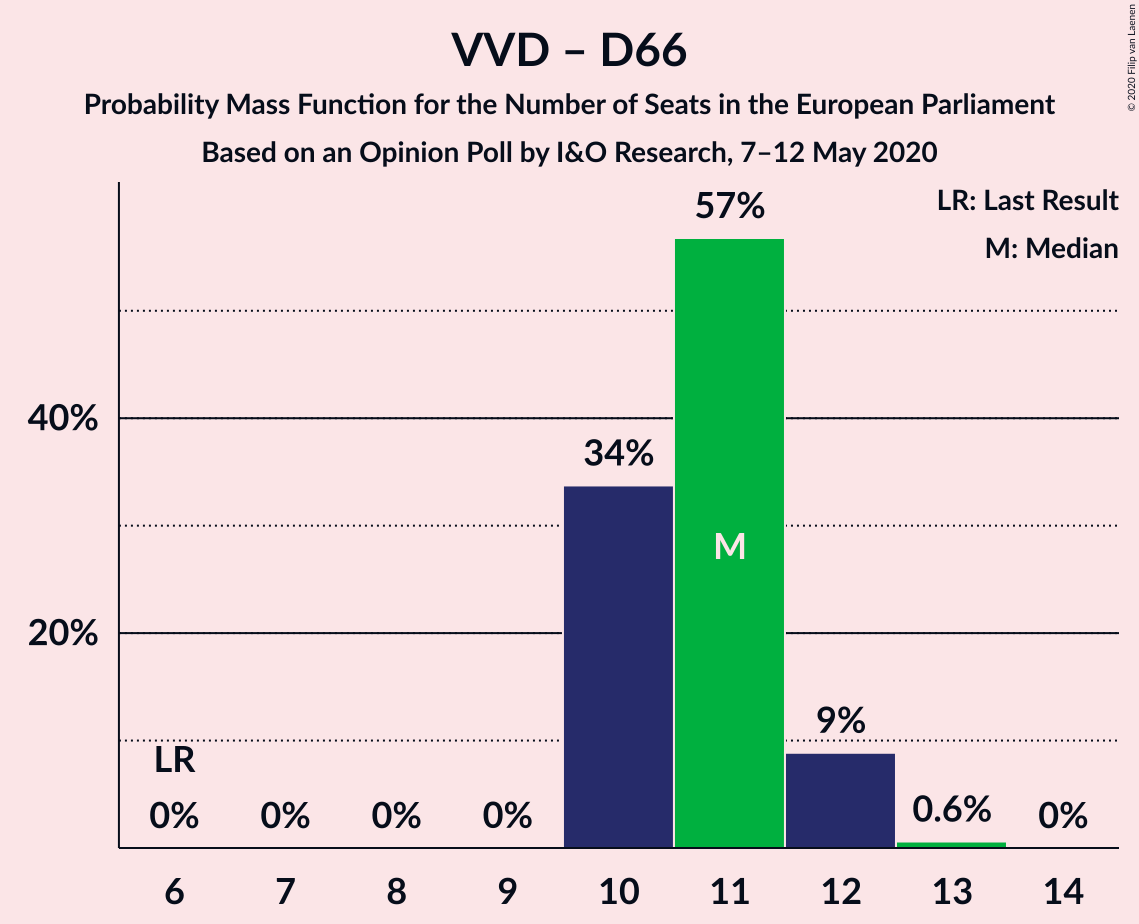 VVD – D66
Probability Mass Function for the Number of Seats in the European Parliament
Based on an Opinion Poll by I&O Research, 7–12 May 2020
© 2020 Filip van Laenen
LR: Last Result
M: Median
57%
40%
34%
M
20%
9%
LR
0% 0% 0% 0% 0.6% 0%
6 7 8 9 10 11 12 13 14